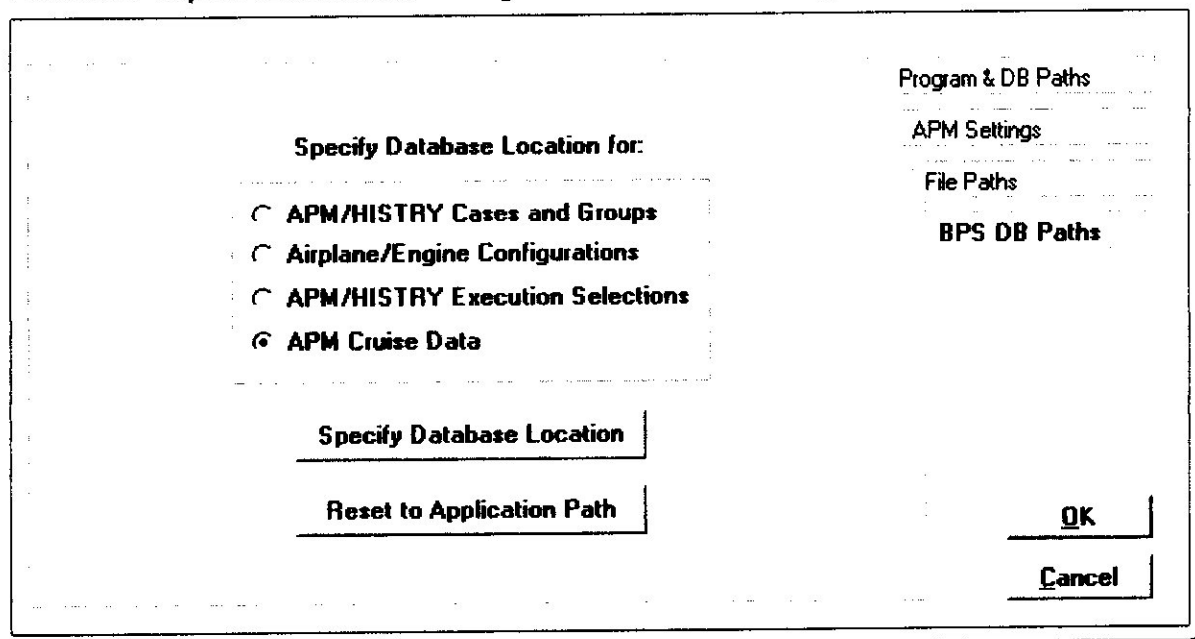 Specify Database Location for:
APM/HISTRY Cases and Groups
Airplane/Engine Configurations
APM/HISTRY Execution Selections
APM Cruise Data
Specify Database Location
Reset to Application Path
Program & DB Paths
APM Settings
File Paths
BPS DB Paths
OK
Cancel